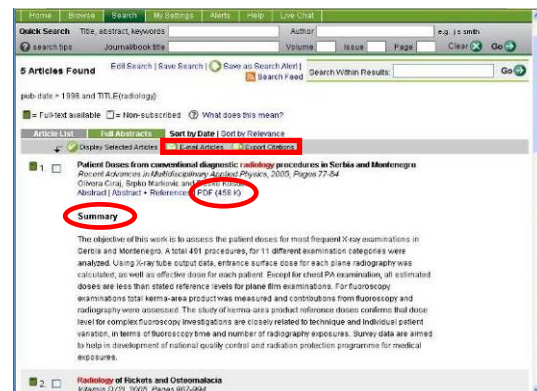 Home Browse Search My Settings Alerts Help Live Chat
Quick Search Title, abstract, keywords Author e.g. j s smith
search tips Journal/book title Volume Issue Page Clear Go
5 Articles Found Edit Search | Save Search | Save as Search Alert |
Search Feed Search Within Results: Go
pub-date > 1998 and TITLE(radiology)
= Full-text available = Non-subscribed What does this mean?
Article List Full Abstracts Sort by Date | Sort by Relevance
Display Selected Articles E-mail Articles Export Citations
1 Patient Doses from conventional diagnostic radiology procedures in Serbia and Montenegro
Recent Advances in Multidisciplinary Applied Physics, 2005, Pages 77-84
Olivera Ciraj, Srpko Markovic and
Abstract | Abstract + References | PDF (458 K)
Summary
The objective of this work is to assess the patient doses for most frequent X-ray examinations in
Serbia and Montenegro. A total 491 procedures, for 11 different examination categories were
analyzed. Using X-ray tube output data, entrance surface dose for each plane radiography was
calculated, as well as effective dose for each patient. Except for chest PA examination, all estimated
doses are less than stated reference levels for plane film examinations. For fluoroscopy
examinations total kerma-area product was measured and contributions from fluoroscopy and
radiography were assessed. The study of kerma-area product reference doses confirms that dose
level for complex fluoroscopy investigations are closely related to technique and individual patient
variation, in terms of fluoroscopy time and number of radiography exposures. Survey data are aimed
to help in development of national quality control and radiation protection programme for medical
exposures.
2 Radiology of Rickets and Osteomalacia
Vitamin D (2), 2005, Pages 967-994